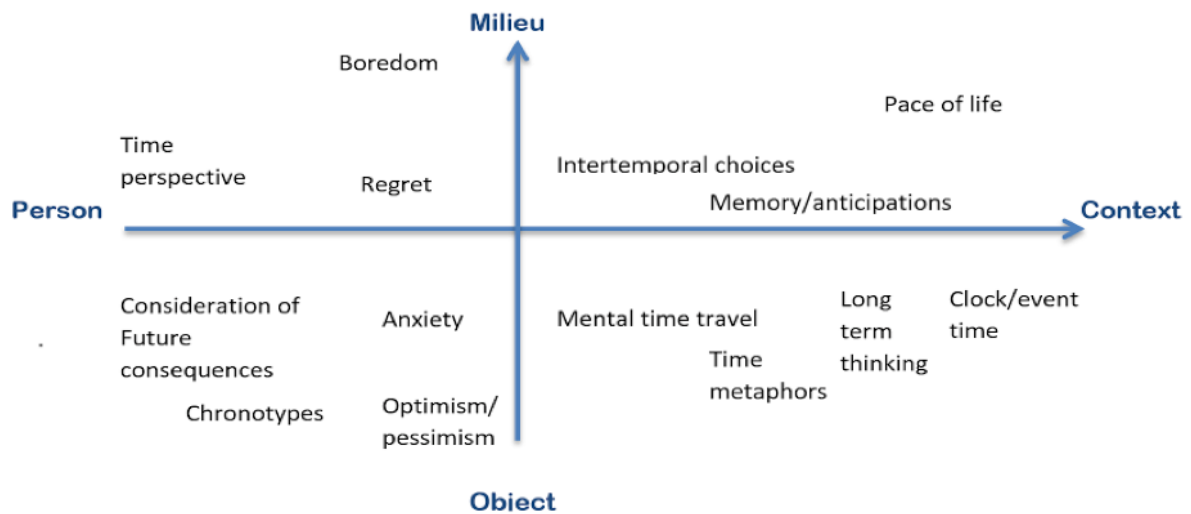 Milieu
Boredom
Pace of life
Time
perspective
Regret
Intertemporal choices
Memory/anticipations
Person
Context
Consideration of
Future
consequences
Anxiety
Mental time travel
Long
term
thinking
Clock/event
time
Time
metaphors
Chronotypes
Optimism/
pessimism
Obiect